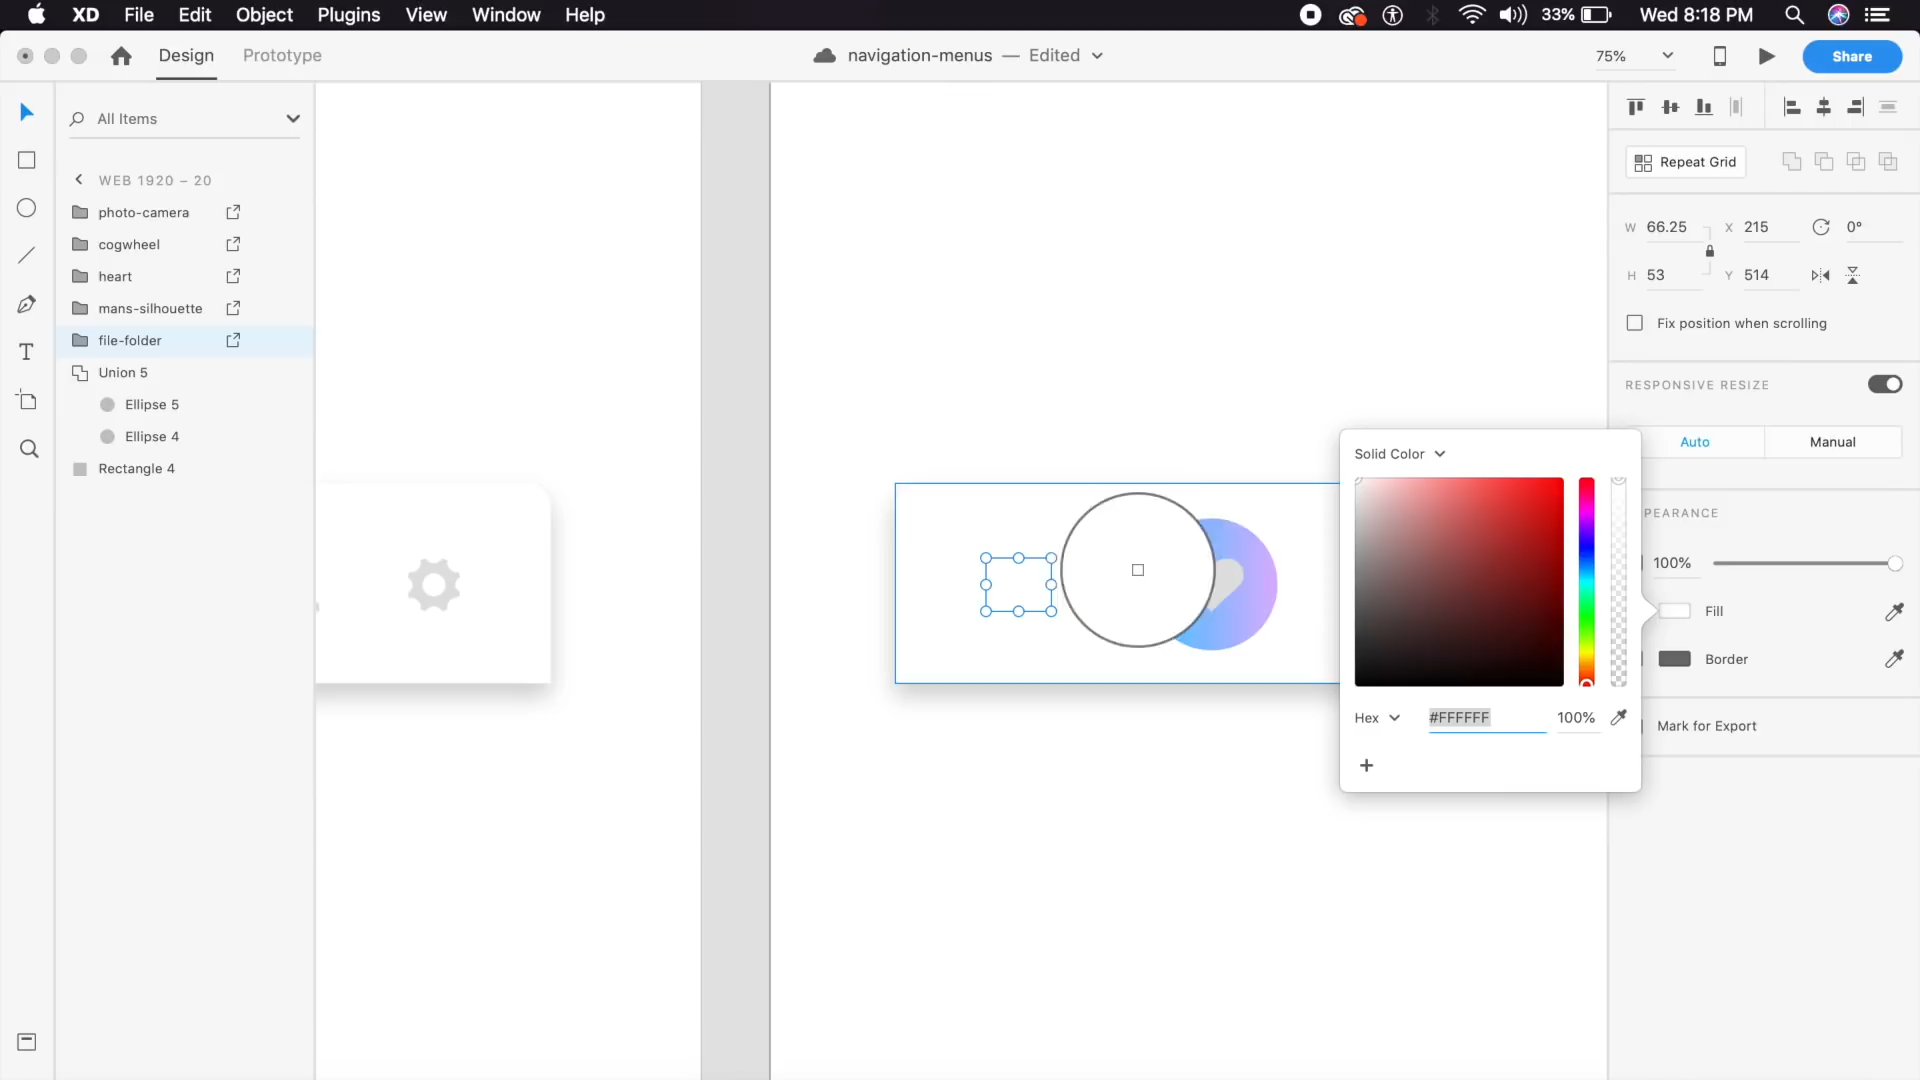 XD File Edit Object Plugins View Window Help 33% Wed 8:18 PM
Design Prototype navigation-menus — Edited 75% Share
All Items
WEB 1920 – 20
photo-camera
cogwheel
heart
mans-silhouette
file-folder
Union 5
Ellipse 5
Ellipse 4
Rectangle 4
T
Solid Color
Hex #FFFFFF 100%
+
Repeat Grid
W 66.25 X 215 0°
H 53 Y 514
Fix position when scrolling
RESPONSIVE RESIZE
Auto Manual
PEARANCE
100%
Fill
Border
Mark for Export